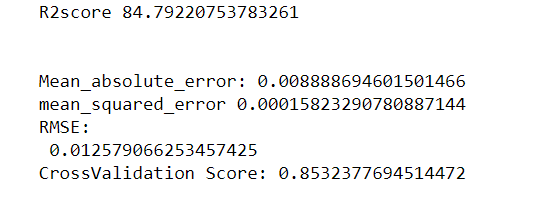 R2score 84.79220753783261
Mean_absolute_error: 0.008888694601501466
mean_squared_error 0.00015823290780887144
RMSE:
0.012579066253457425
CrossValidation Score: 0.8532377694514472